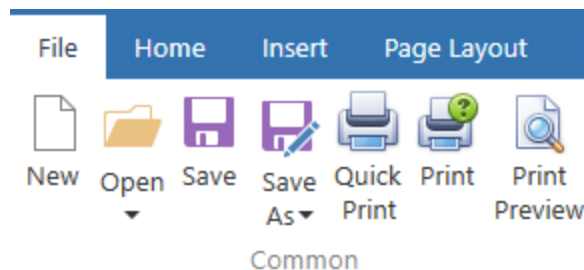 File Home Insert Page Layout
New Open Save Save As Quick Print Print Print Preview
Common